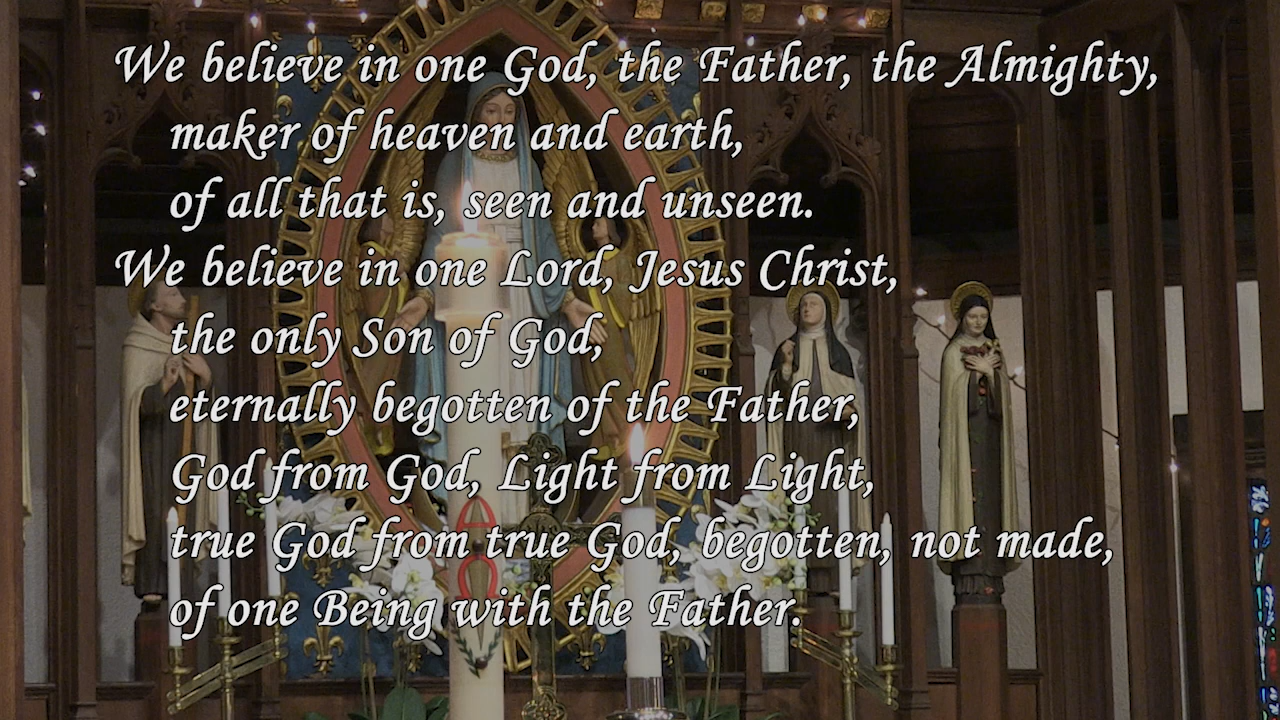 We believe in one God, the Father, the Almighty,
maker of heaven and earth,
of all that is, seen and unseen.
We believe in one Lord, Jesus Christ,
the only Son of God,
eternally begotten of the Father,
God from God, Light from Light,
true God from true God, begotten, not made,
of one Being with the Father.
Α
Ω